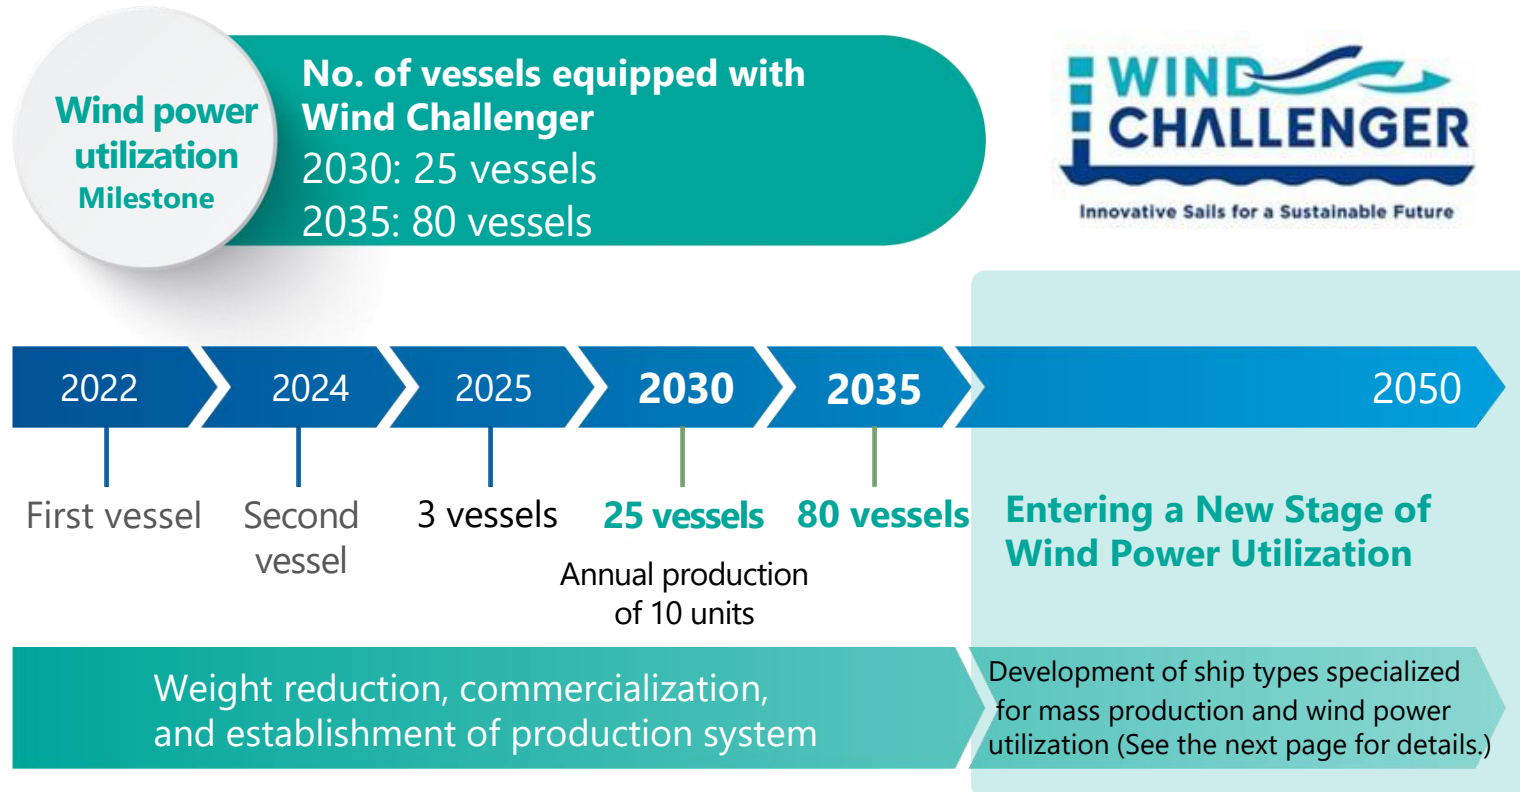 Wind power
utilization
Milestone
No. of vessels equipped with
Wind Challenger
2030: 25 vessels
2035: 80 vessels
WIND
CHALLENGER
Innovative Sails for a Sustainable Future
2022
2024
2025
2030
2035
2050
First vessel
Second
vessel
3 vessels
25 vessels
80 vessels
Annual production
of 10 units
Entering a New Stage of
Wind Power Utilization
Weight reduction, commercialization,
and establishment of production system
Development of ship types specialized
for mass production and wind power
utilization (See the next page for details.)